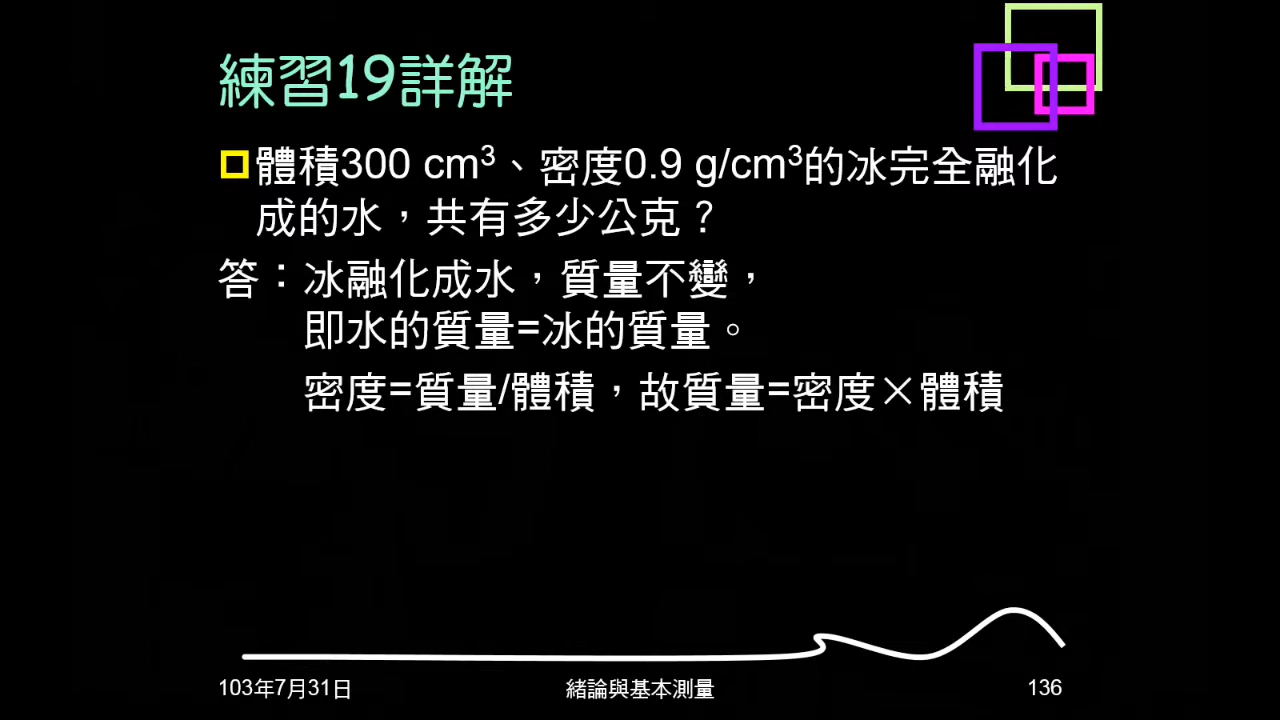 練習19詳解
體積300 cm³、密度0.9 g/cm³的冰完全融化
成的水，共有多少公克？
答：冰融化成水，質量不變，
即水的質量=冰的質量。
密度=質量/體積，故質量=密度×體積
103年7月31日
緒論與基本測量
136